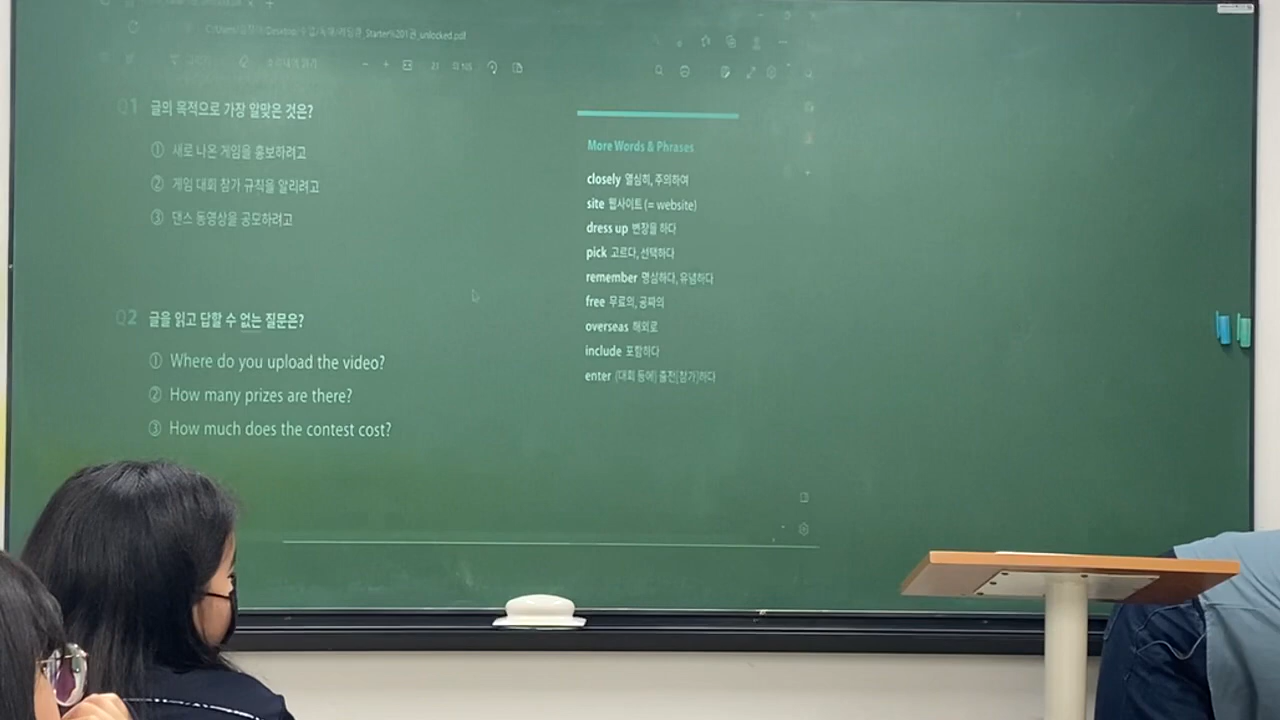 Q1 글의 목적으로 가장 알맞은 것은?
① 새로 나온 게임을 홍보하려고
② 게임 대회 참가 규칙을 알리려고
③ 댄스 동영상을 공모하려고
Q2 글을 읽고 답할 수 없는 질문은?
① Where do you upload the video?
② How many prizes are there?
③ How much does the contest cost?
More Words & Phrases
closely 열심히, 주의하여
site 웹사이트 (= website)
dress up 변장을 하다
pick 고르다, 선택하다
remember 명심하다, 유념하다
free 무료의, 공짜의
overseas 해외로
include 포함하다
enter (대회 등에) 출전[참가]하다